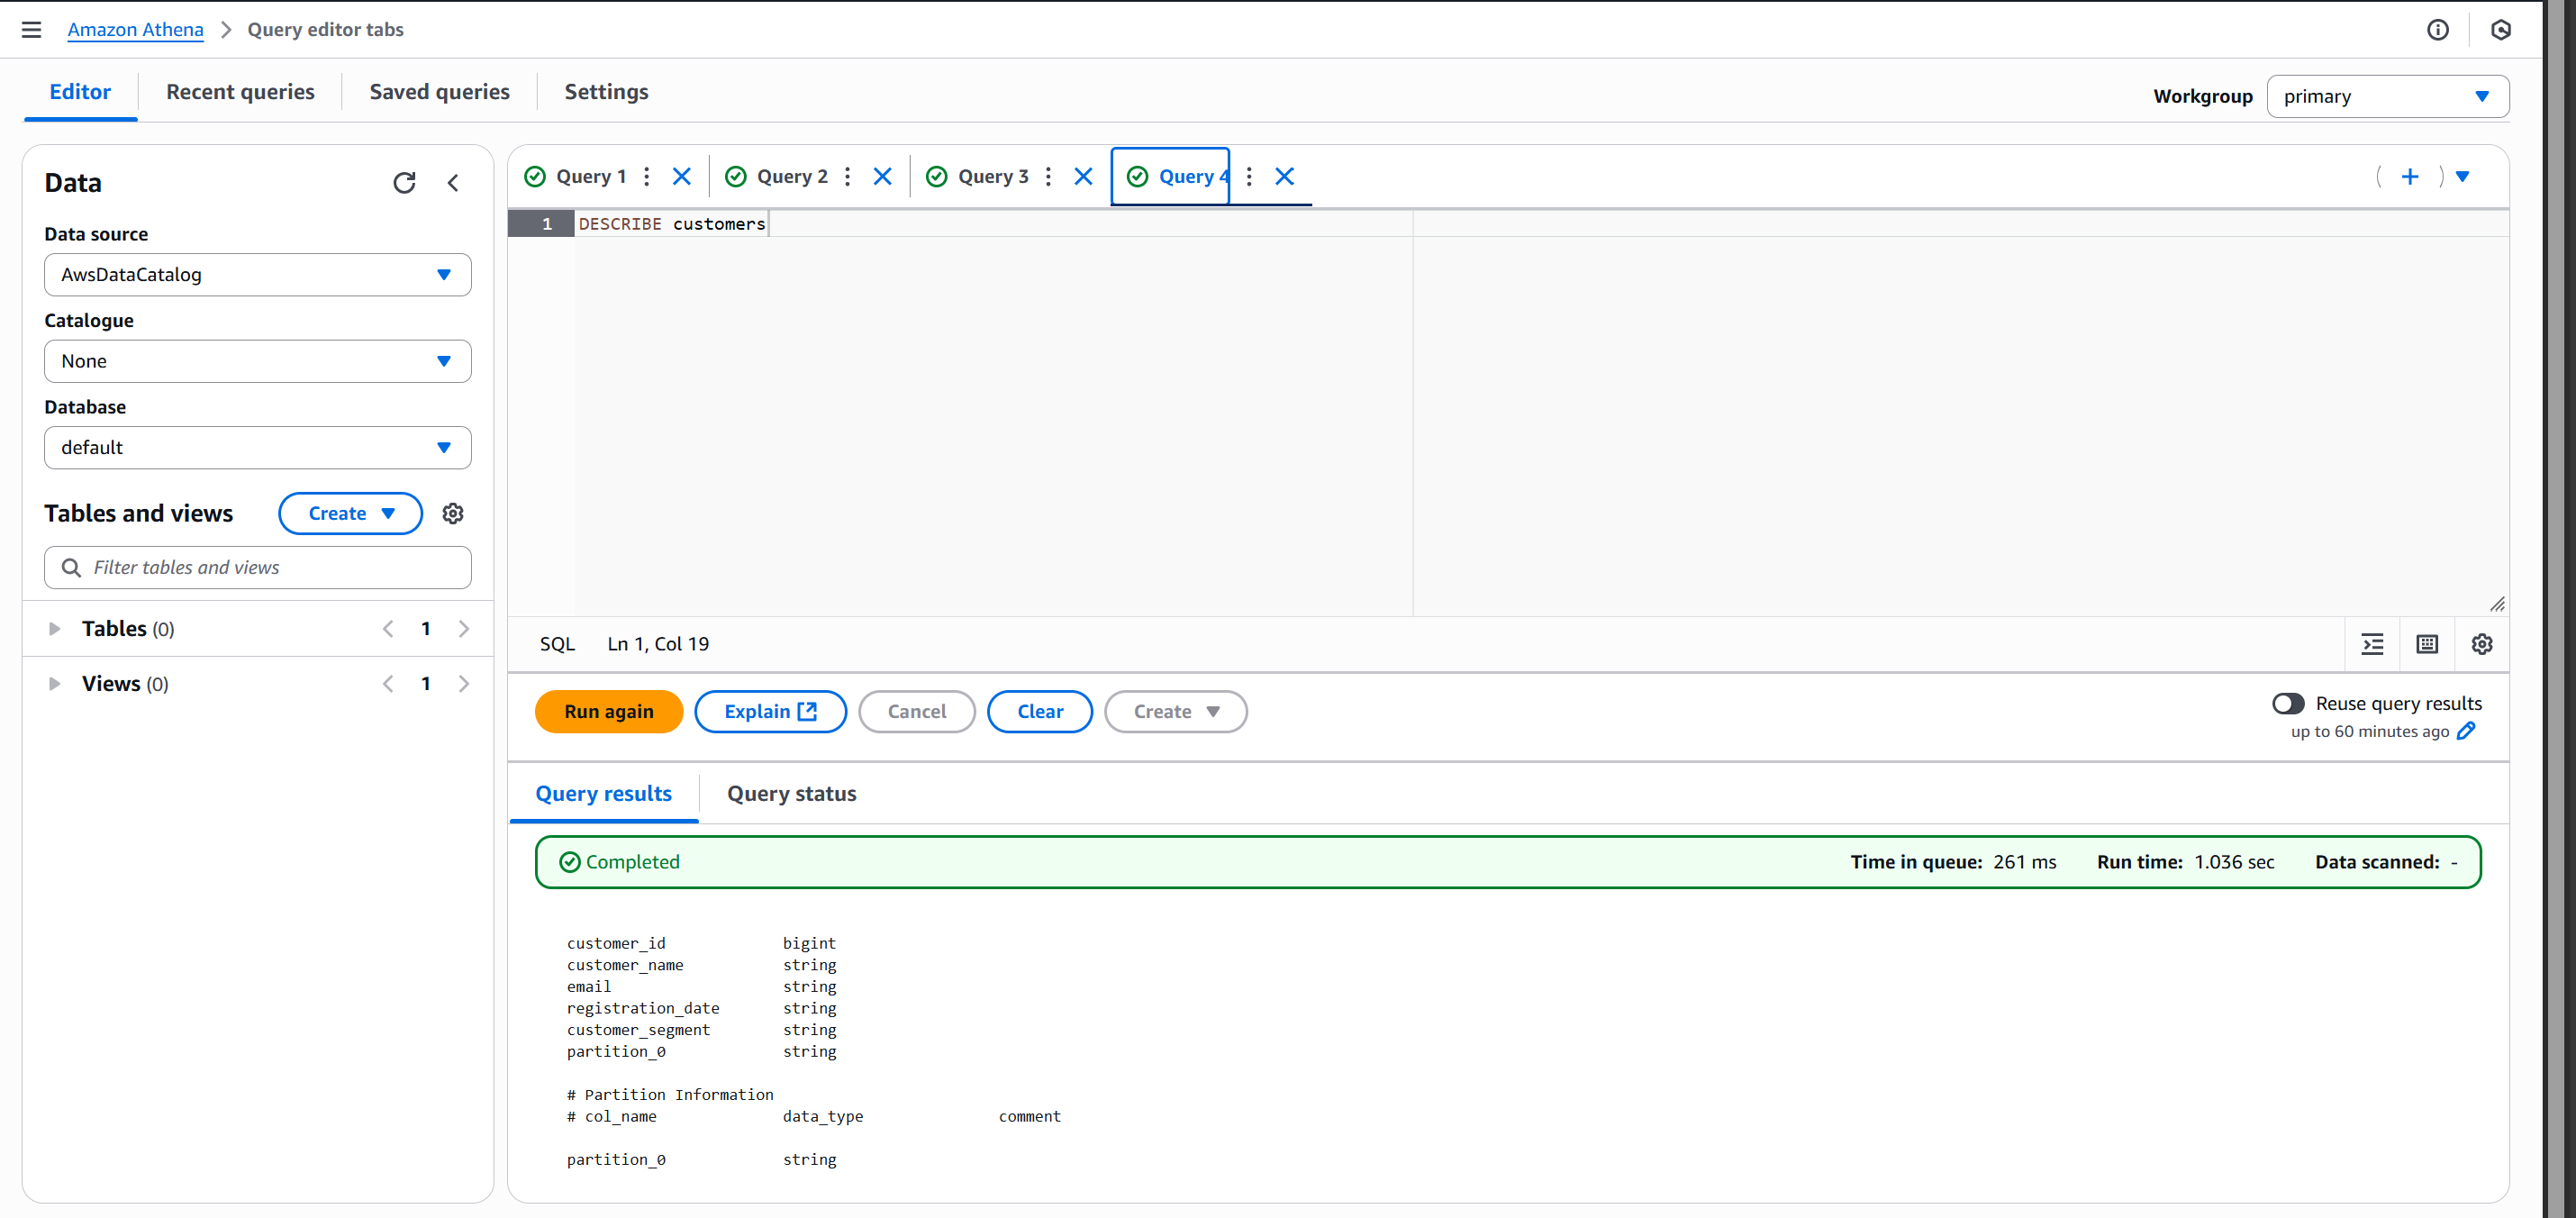 Amazon Athena > Query editor tabs
Editor Recent queries Saved queries Settings
Workgroup primary
Data
Data source
AwsDataCatalog
Catalogue
None
Database
default
Tables and views Create
Filter tables and views
Tables (0) 1
Views (0) 1
Query 1 Query 2 Query 3 Query 4
1 DESCRIBE customers
SQL Ln 1, Col 19
Run again Explain Cancel Clear Create
Reuse query results
up to 60 minutes ago
Query results Query status
Completed Time in queue: 261 ms Run time: 1.036 sec Data scanned: -
customer_id bigint
customer_name string
email string
registration_date string
customer_segment string
partition_0 string
# Partition Information
# col_name data_type comment
partition_0 string